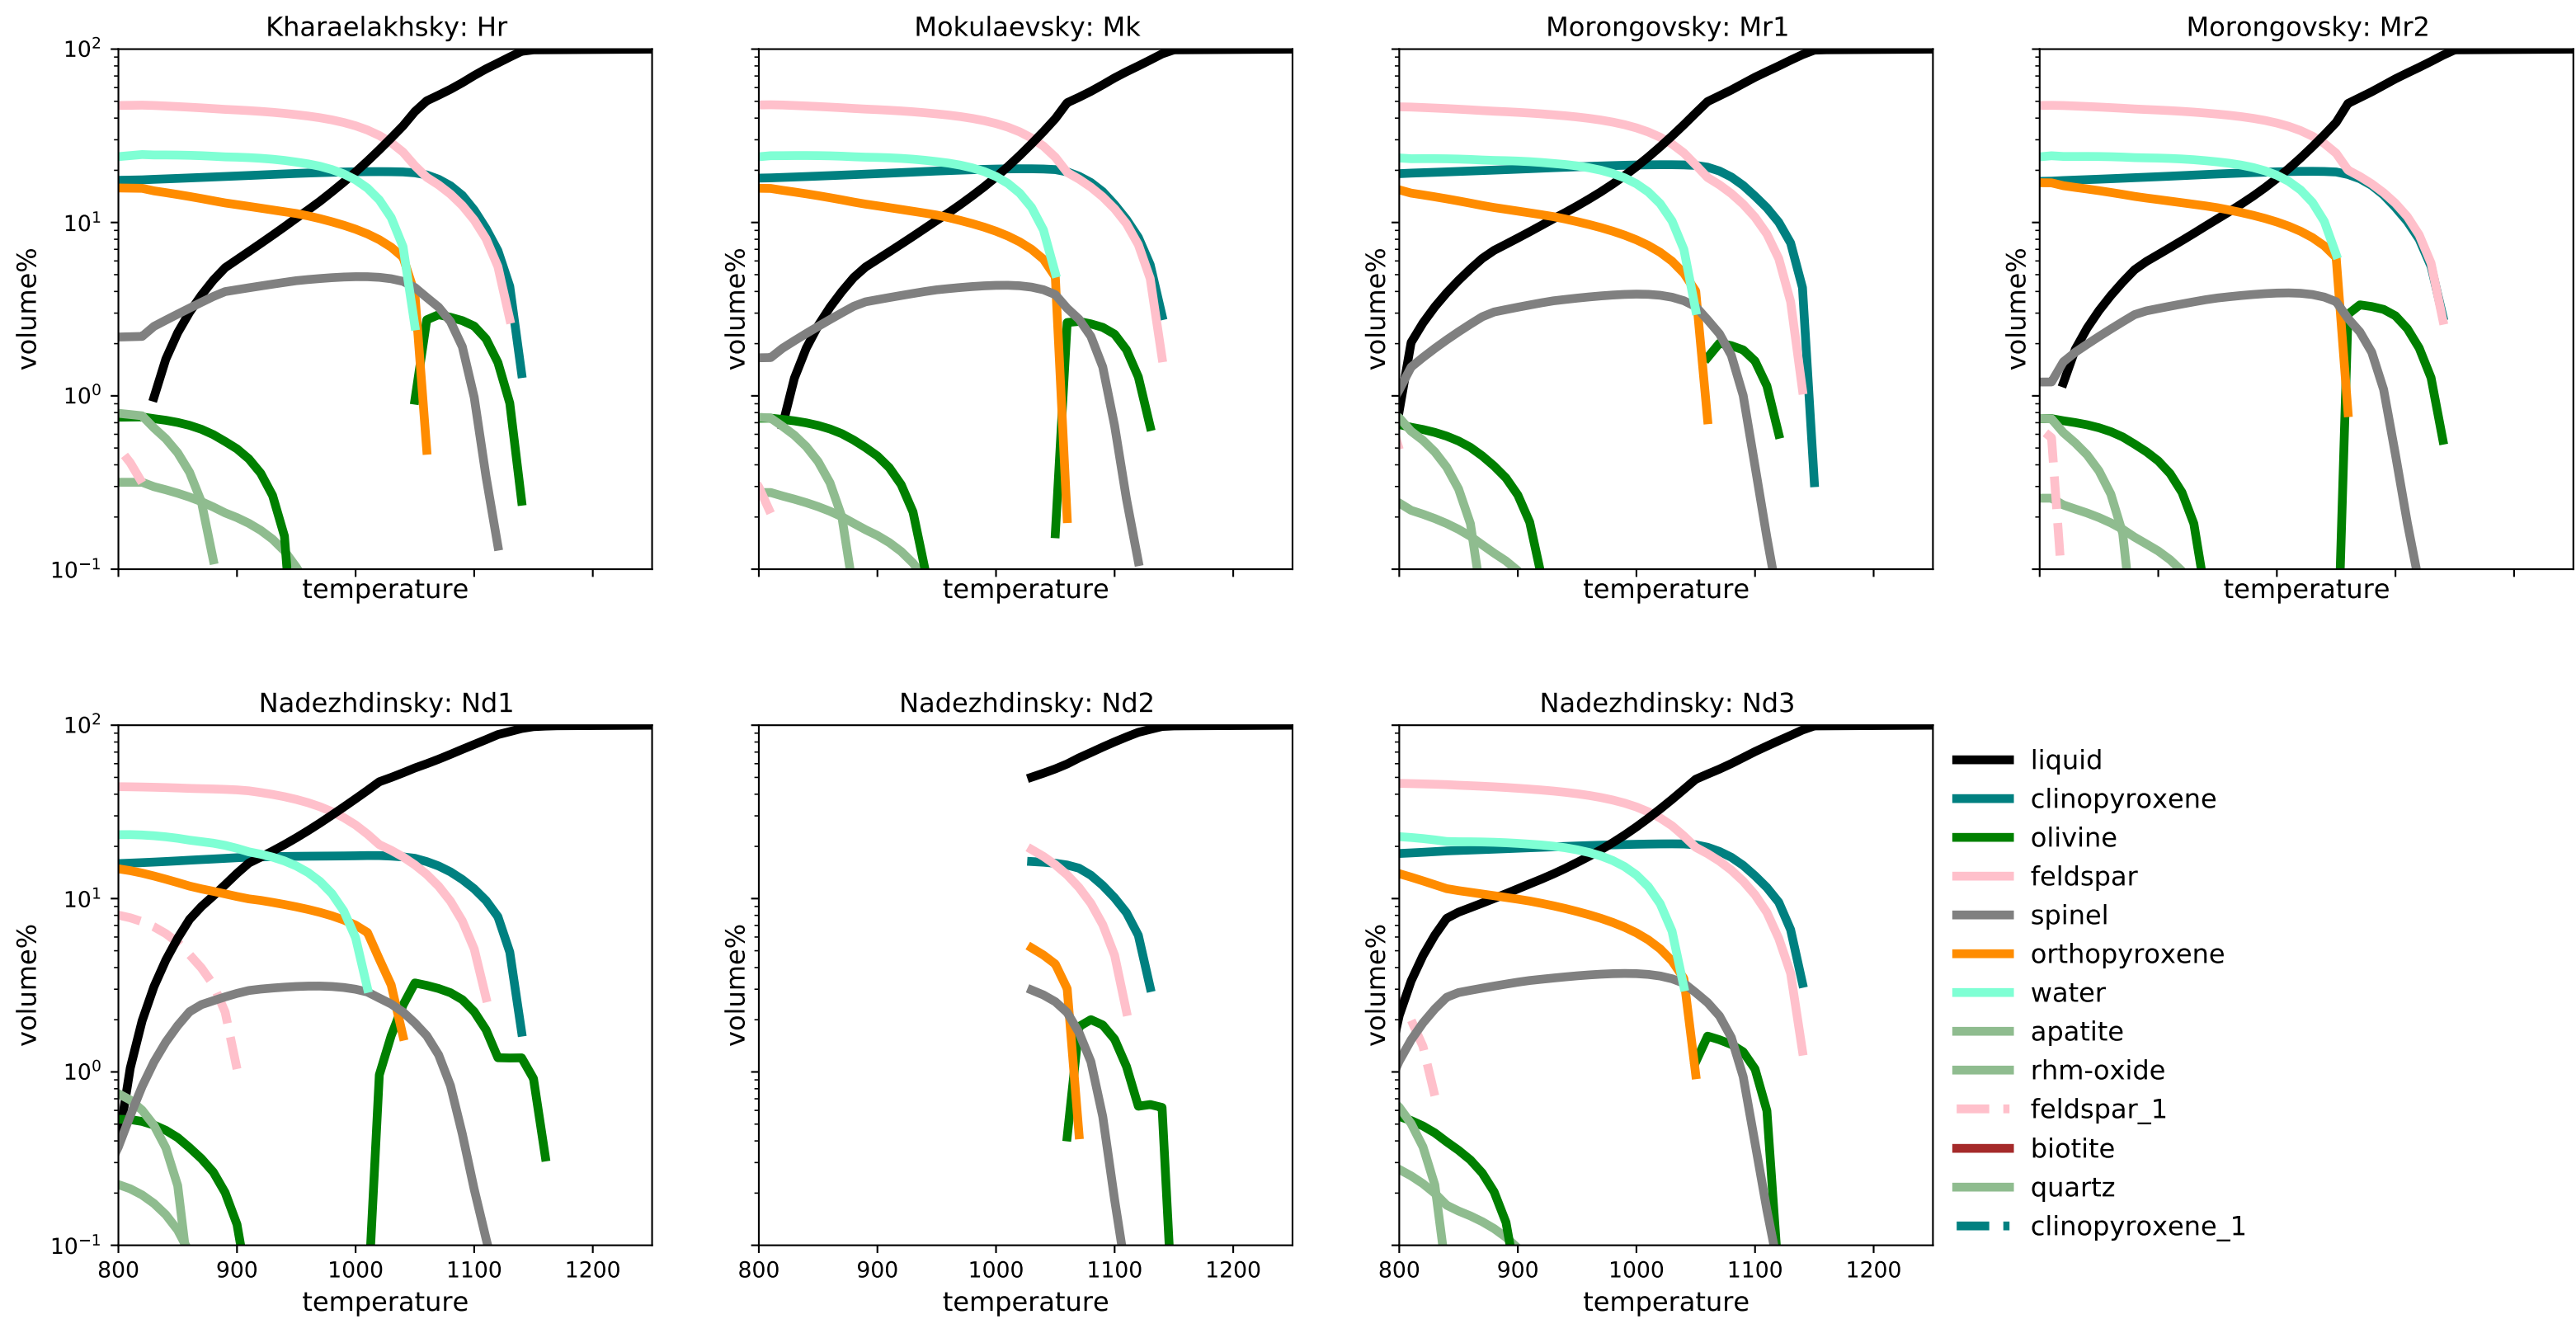 Kharaelakhsky: Hr
Mokulaevsky: Mk
Morongovsky: Mr1
Morongovsky: Mr2
10²
10¹
10⁰
10⁻¹
volume%
volume%
volume%
volume%
temperature
temperature
temperature
temperature
Nadezhdinsky: Nd1
Nadezhdinsky: Nd2
Nadezhdinsky: Nd3
10²
10¹
10⁰
10⁻¹
volume%
volume%
volume%
800 900 1000 1100 1200
800 900 1000 1100 1200
800 900 1000 1100 1200
temperature
temperature
temperature
liquid
clinopyroxene
olivine
feldspar
spinel
orthopyroxene
water
apatite
rhm-oxide
feldspar_1
biotite
quartz
clinopyroxene_1